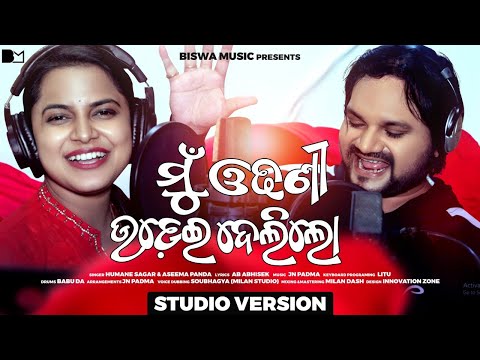 BM
BISWA MUSIC PRESENTS
ମୁଁ ଓଢଣୀ
ଉଡ଼େଇ ଦେଲିଲୋ
SINGER HUMANE SAGAR & ASEEMA PANDA LYRICS AB ABHISEK MUSIC JN PADMA KEYBOARD PROGRAMING LITU
DRUMS BABU DA ARRANGEMENTS JN PADMA VOICE DUBBING SOUBHAGYA (MILAN STUDIO) MIXING & MASTERING MILAN DASH DESIGN INNOVATION ZONE
STUDIO VERSION